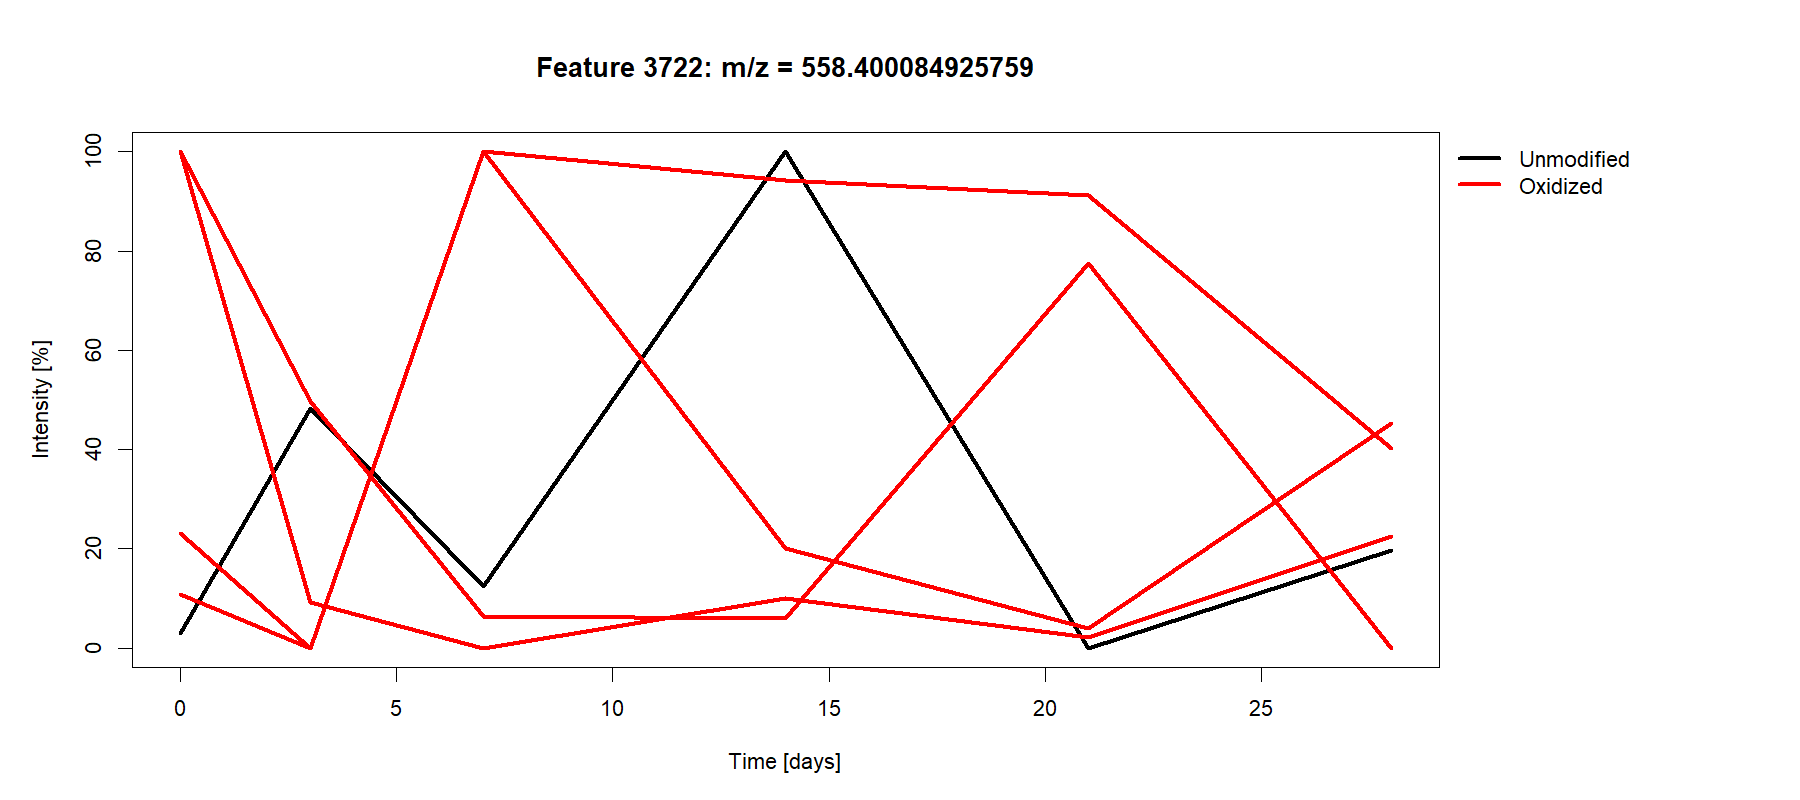 Feature 3722: m/z = 558.400084925759
Unmodified
Oxidized
Intensity [%]
100
80
60
40
20
0
0 5 10 15 20 25
Time [days]